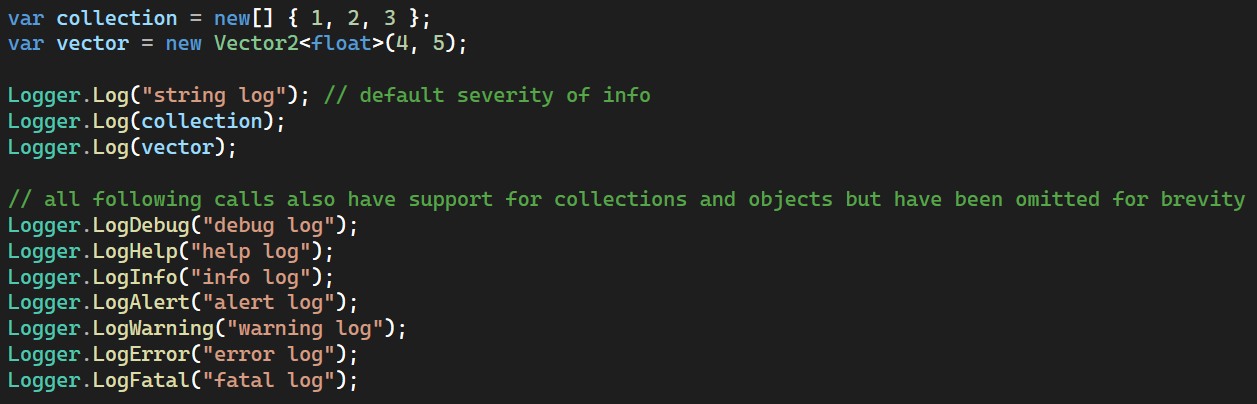 var collection = new[] { 1, 2, 3 };
var vector = new Vector2<float>(4, 5);
Logger.Log("string log"); // default severity of info
Logger.Log(collection);
Logger.Log(vector);
// all following calls also have support for collections and objects but have been omitted for brevity
Logger.LogDebug("debug log");
Logger.LogHelp("help log");
Logger.LogInfo("info log");
Logger.LogAlert("alert log");
Logger.LogWarning("warning log");
Logger.LogError("error log");
Logger.LogFatal("fatal log");